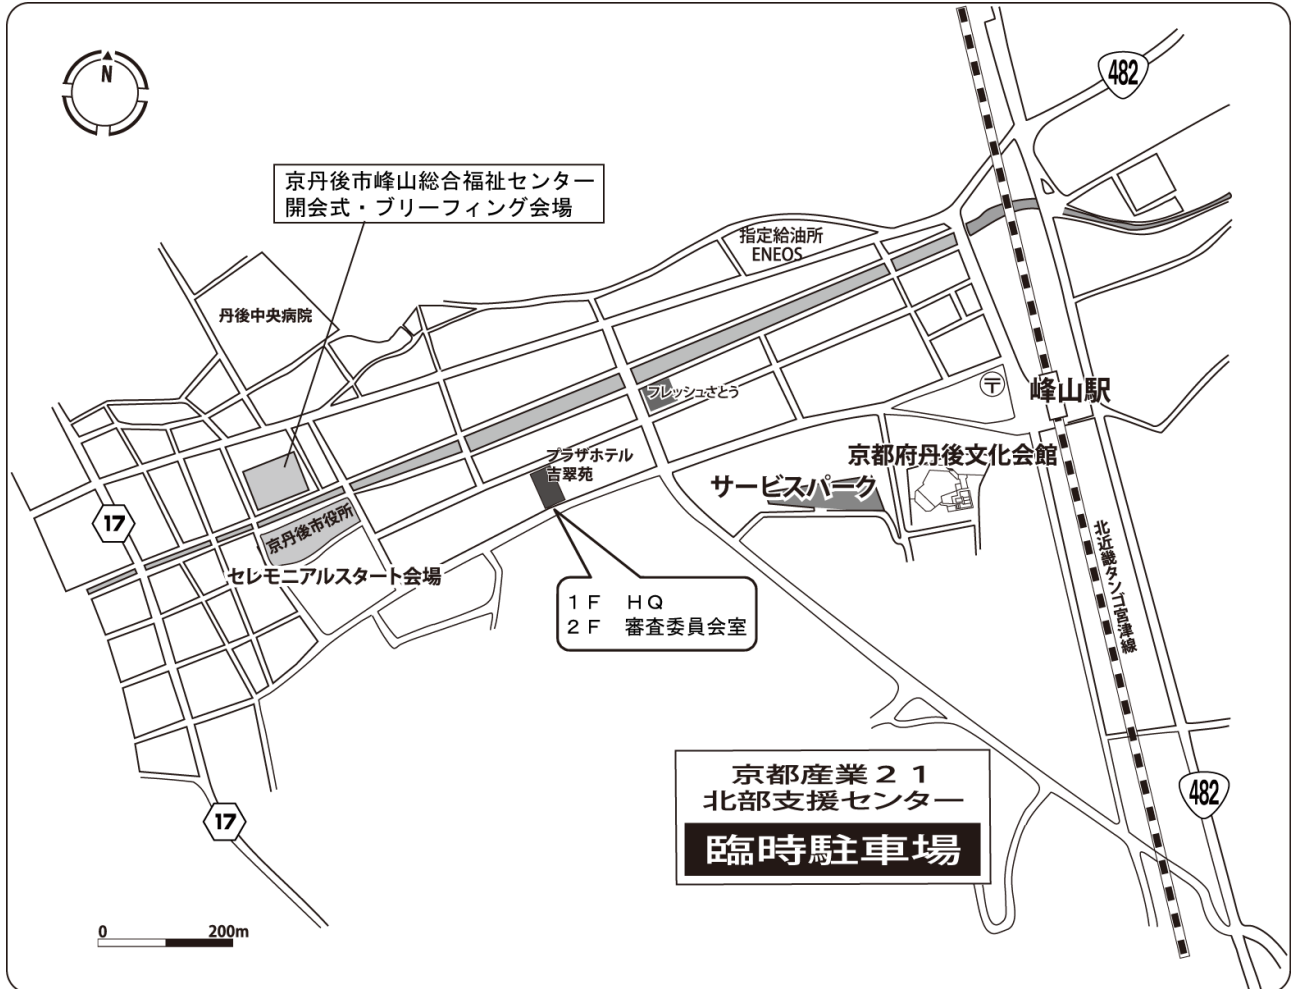 N
482
京丹後市峰山総合福祉センター
開会式・ブリーフィング会場
指定給油所
ENEOS
丹後中央病院
フレッシュさとう
〒
峰山駅
プラザホテル
吉翠苑
京都府丹後文化会館
サービスパーク
17
京丹後市役所
セレモニアルスタート会場
北近畿タンゴ宮津線
1F HQ
2F 審査委員会室
京都産業21
北部支援センター
臨時駐車場
482
17
0 200m